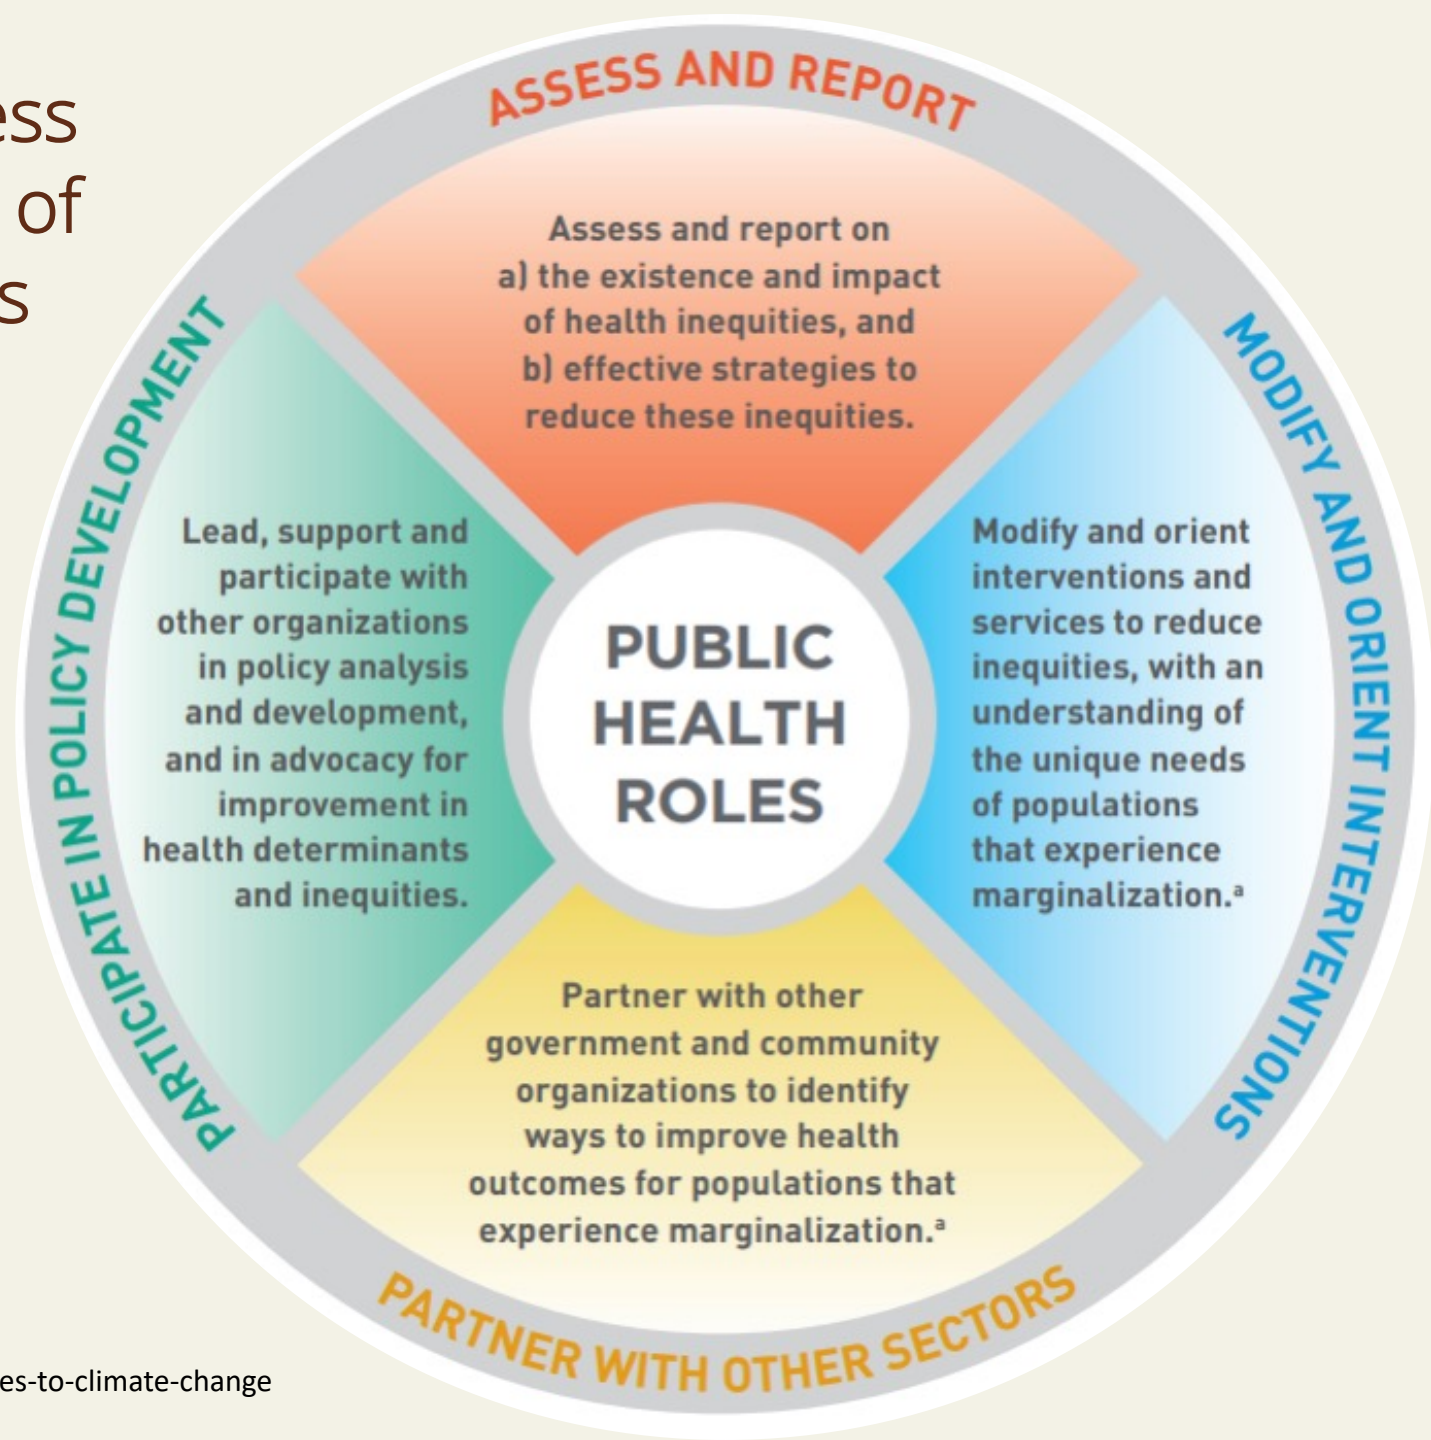 ess
of
s
ASSESS AND REPORT
Assess and report on
a) the existence and impact
of health inequities, and
b) effective strategies to
reduce these inequities.
MODIFY AND ORIENT INTERVENTIONS
Modify and orient
interventions and
services to reduce
inequities, with an
understanding of
the unique needs
of populations
that experience
marginalization.ª
PARTNER WITH OTHER SECTORS
Partner with other
government and community
organizations to identify
ways to improve health
outcomes for populations that
experience marginalization.ª
PARTICIPATE IN POLICY DEVELOPMENT
Lead, support and
participate with
other organizations
in policy analysis
and development,
and in advocacy for
improvement in
health determinants
and inequities.
PUBLIC
HEALTH
ROLES
es-to-climate-change